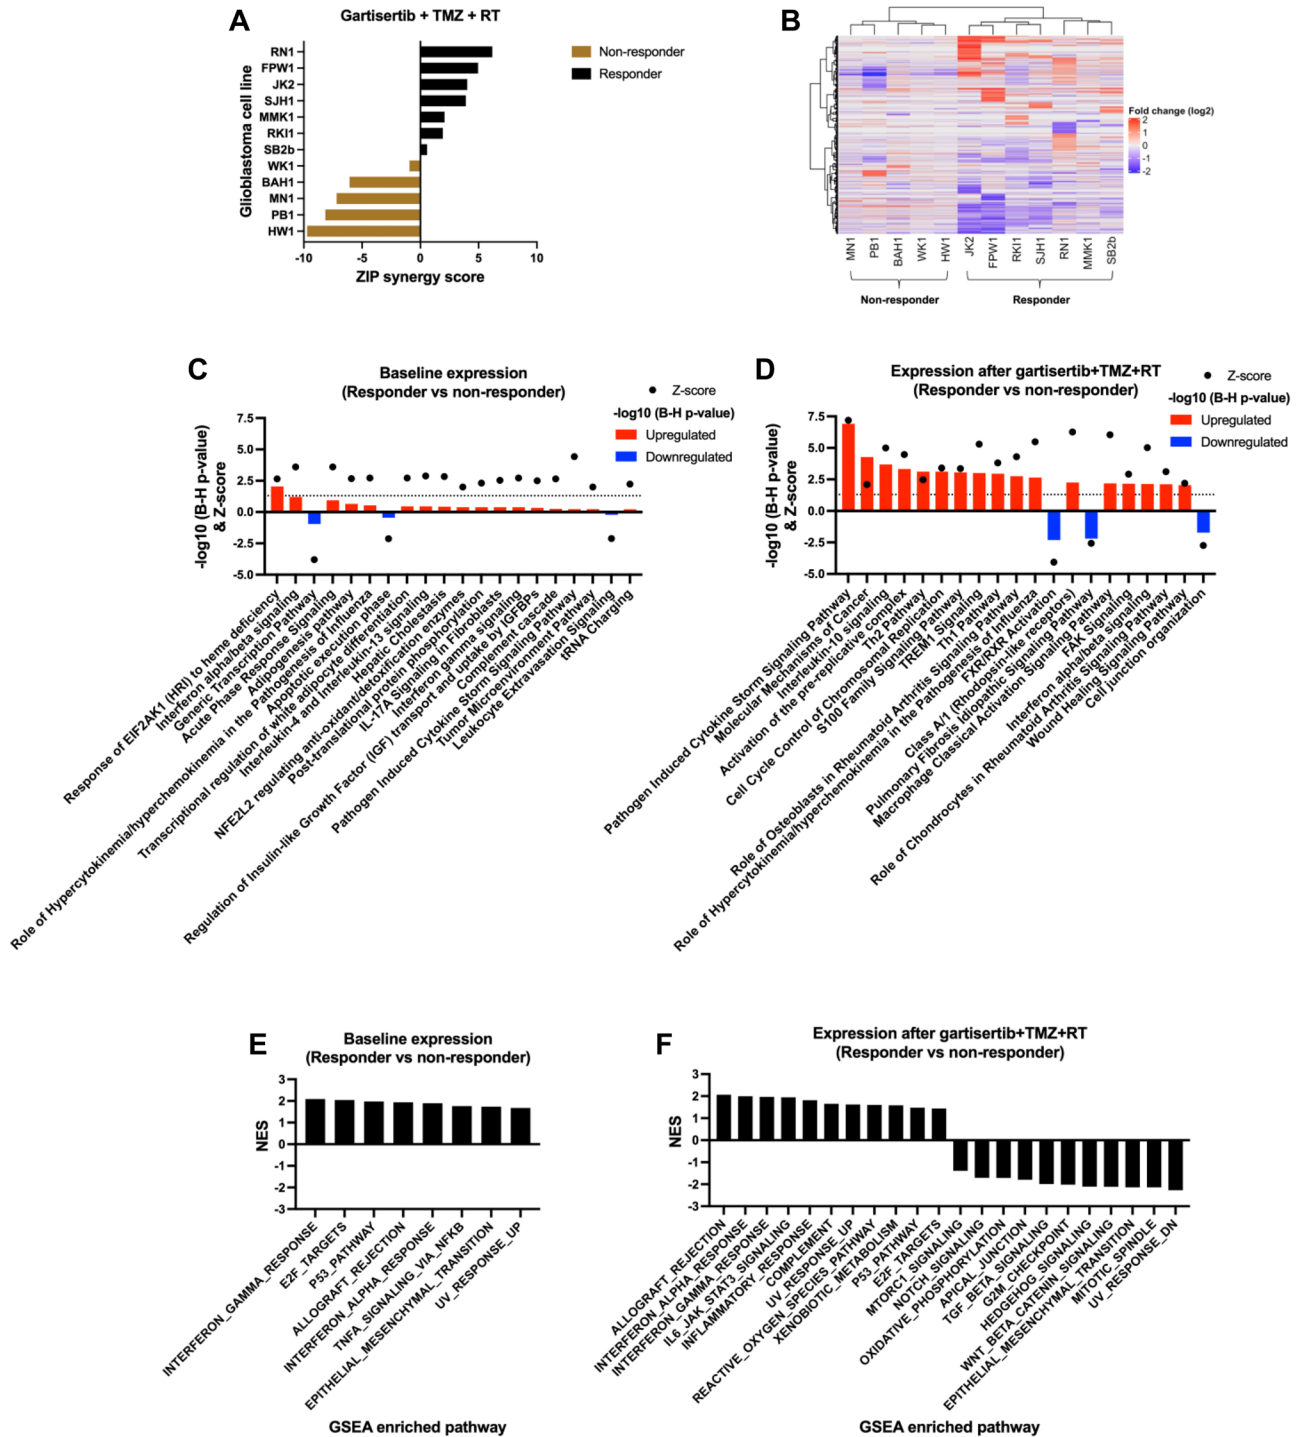 A
Gartisertib + TMZ + RT
Glioblastoma cell line
RN1
FPW1
JK2
SJH1
MMK1
RKI1
SB2b
WK1
BAH1
MN1
PB1
HW1
-10
-5
0
5
10
ZIP synergy score
Non-responder
Responder
B
Fold change (log2)
2
1
0
-1
-2
MN1
PB1
BAH1
WK1
HW1
JK2
FPW1
RKI1
SJH1
RN1
MMK1
SB2b
Non-responder
Responder
C
Baseline expression
(Responder vs non-responder)
Z-score
-log10 (B-H p-value)
Upregulated
Downregulated
-log10 (B-H p-value)
& Z-score
7.5
5.0
2.5
0.0
-2.5
-5.0
Response of EIF2AK1 (HRI) to heme deficiency
Interferon alpha/beta signaling
Generic Transcription Pathway
Acute Phase Response Signaling
Adipogenesis pathway
Role of Hypercytokinemia/hyperchemokinemia in the Pathogenesis of Influenza
Apoptotic execution phase
Transcriptional regulation of white adipocyte differentiation
Interleukin-4 and Interleukin-13 signaling
Hepatic Cholestasis
NFE2L2 regulating anti-oxidant/detoxification enzymes
Post-translational protein phosphorylation
IL-17A Signaling in Fibroblasts
Interferon gamma signaling
Regulation of Insulin-like Growth Factor (IGF) transport and uptake by IGFBPs
Complement cascade
Pathogen Induced Cytokine Storm Signaling Pathway
Tumor Microenvironment Pathway
Leukocyte Extravasation Signaling
tRNA Charging
D
Expression after gartisertib+TMZ+RT
(Responder vs non-responder)
Z-score
-log10 (B-H p-value)
Upregulated
Downregulated
-log10 (B-H p-value)
& Z-score
7.5
5.0
2.5
0.0
-2.5
-5.0
Pathogen Induced Cytokine Storm Signaling Pathway
Molecular Mechanisms of Cancer
Interleukin-10 signaling
Activation of the pre-replicative complex
Th2 Pathway
Cell Cycle Control of Chromosomal Replication
S100 Family Signaling Pathway
TREM1 Signaling
Th1 Pathway
Role of Osteoblasts in Rheumatoid Arthritis Signaling Pathway
Role of Hypercytokinemia/hyperchemokinemia in the Pathogenesis of Influenza
FXR/RXR Activation
Class A/1 (Rhodopsin-like receptors)
Pulmonary Fibrosis Idiopathic Signaling Pathway
Macrophage Classical Activation Signaling Pathway
FAK Signaling
Interferon alpha/beta signaling
Role of Chondrocytes in Rheumatoid Arthritis Signaling Pathway
Wound Healing Signaling Pathway
Cell junction organization
E
Baseline expression
(Responder vs non-responder)
NES
3
2
1
0
-1
-2
-3
INTERFERON_GAMMA_RESPONSE
E2F_TARGETS
P53_PATHWAY
ALLOGRAFT_REJECTION
INTERFERON_ALPHA_RESPONSE
TNFA_SIGNALING_VIA_NFKB
EPITHELIAL_MESENCHYMAL_TRANSITION
UV_RESPONSE_UP
GSEA enriched pathway
F
Expression after gartisertib+TMZ+RT
(Responder vs non-responder)
NES
3
2
1
0
-1
-2
-3
ALLOGRAFT_REJECTION
INTERFERON_ALPHA_RESPONSE
INTERFERON_GAMMA_RESPONSE
IL6_JAK_STAT3_SIGNALING
INFLAMMATORY_RESPONSE
COMPLEMENT
UV_RESPONSE_UP
REACTIVE_OXYGEN_SPECIES_PATHWAY
XENOBIOTIC_METABOLISM
P53_PATHWAY
E2F_TARGETS
MTORC1_SIGNALING
NOTCH_SIGNALING
OXIDATIVE_PHOSPHORYLATION
APICAL_JUNCTION
TGF_BETA_SIGNALING
G2M_CHECKPOINT
HEDGEHOG_SIGNALING
WNT_BETA_CATENIN_SIGNALING
EPITHELIAL_MESENCHYMAL_TRANSITION
MITOTIC_SPINDLE
UV_RESPONSE_DN
GSEA enriched pathway